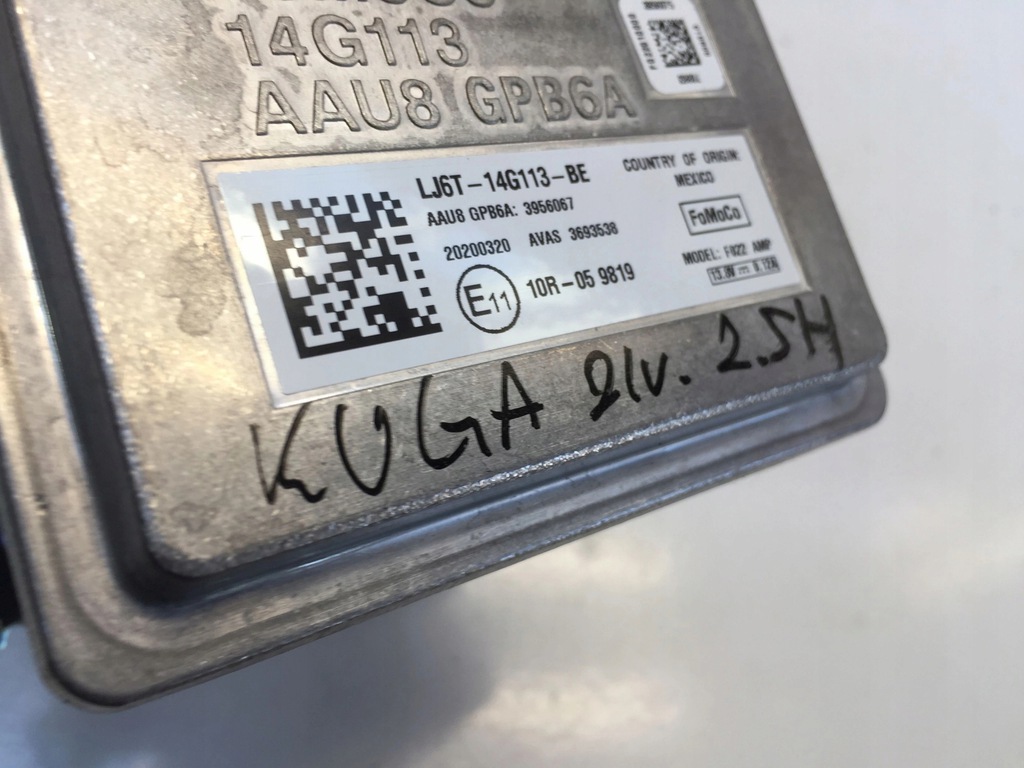 14G113
AAU8 GPB6A
LJ6T-14G113-BE
AAU8 GPB6A: 3956067
20200320 AVAS 3693538
E11 10R-05 9819
COUNTRY OF ORIGIN:
MEXICO
FoMoCo
MODEL: F022 AMP
KUGA 21v. 2.5H